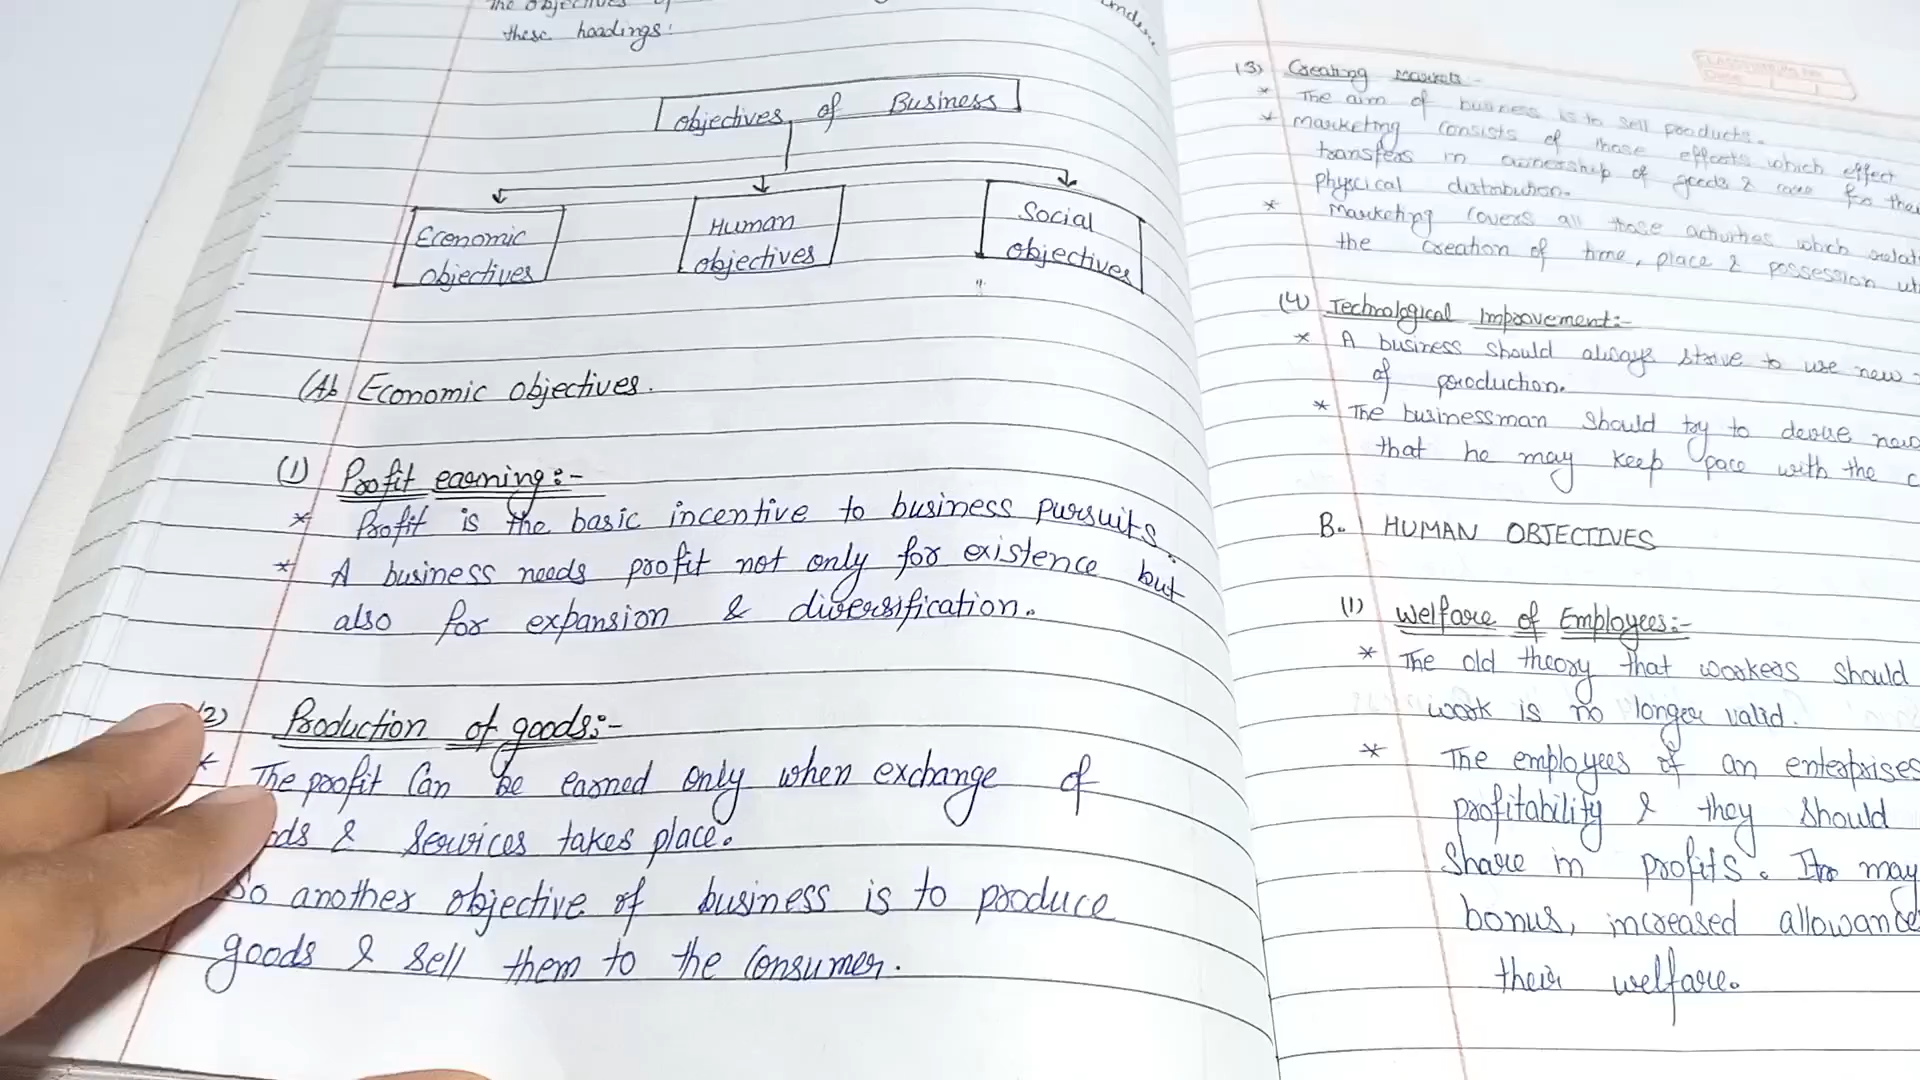 the objectives of
these headings:
Objectives of Business
Economic
objectives
Human
objectives
Social
objectives
(A) Economic objectives.
(1) Profit earning:-
* Profit is the basic incentive to business pursuits.
* A business needs profit not only for existence but
also for expansion & diversification.
(2) Production of goods:-
* The profit can be earned only when exchange of
ds & services takes place.
So another objective of business is to produce
goods & sell them to the consumer.
(3) Creating markets -
* The aim of business is to sell products.
* Marketing consists of those efforts which effect
transfers in ownership of goods & care for their
physcical distribution.
* Marketing covers all those activities which relat
the creation of time, place & possession ut
(4) Technological Improvement:-
* A business should always strive to use new
of production.
* The businessman should try to devise new
that he may keep pace with the c
B. HUMAN OBJECTIVES
(1) Welfare of Employees:-
* The old theory that workers should
work is no longer valid.
* The employees of an enterprises
profitability & they should
share in profits. It may
bonus, increased allowance
their welfare.